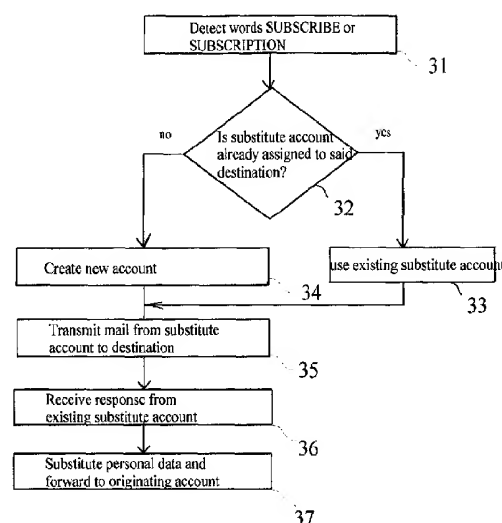 Detect words SUBSCRIBE or
SUBSCRIPTION
31
no
Is substitute account
already assigned to said
destination?
yes
32
Create new account
34
use existing substitute account
33
Transmit mail from substitute
account to destination
35
Receive response from
existing substitute account
36
Substitute personal data and
forward to originating account
37